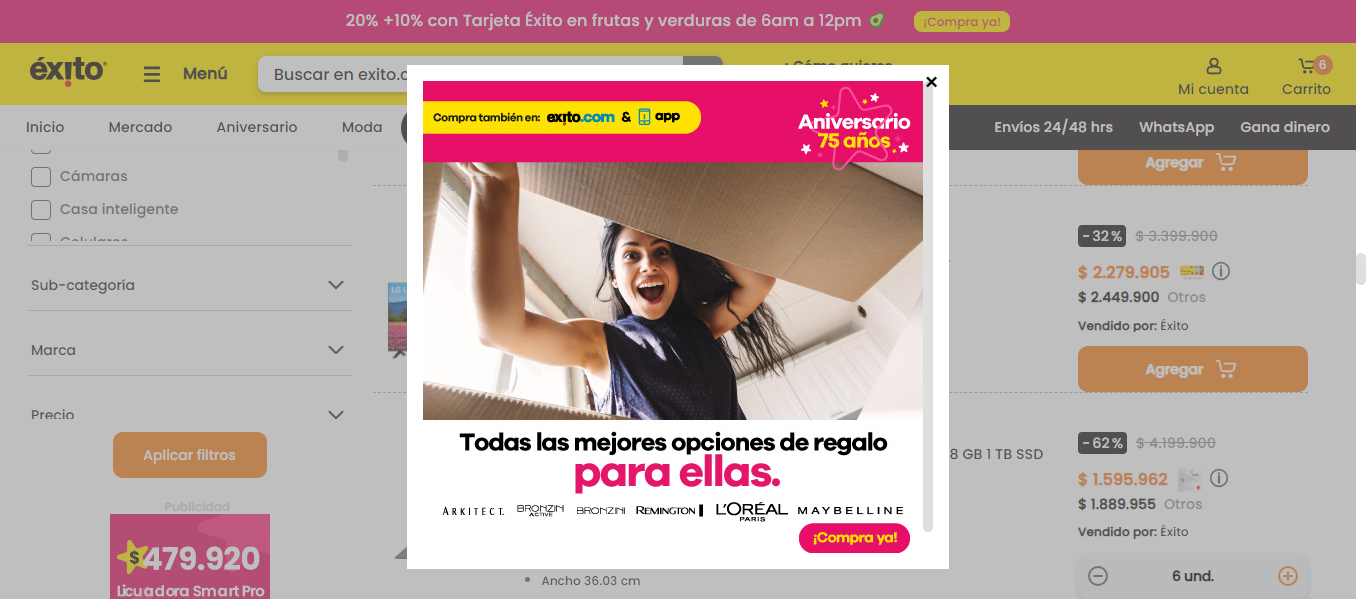 20% +10% con Tarjeta Éxito en frutas y verduras de 6am a 12pm
¡Compra ya!
éxito
Menú
Buscar en exito.c
Cómo quieres
Mi cuenta
6
Carrito
Inicio
Mercado
Aniversario
Moda
Envíos 24/48 hrs
WhatsApp
Gana dinero
Cámaras
Casa inteligente
Celulares
Sub-categoría
Marca
Precio
Aplicar filtros
Publicidad
$479.920
Licuadora Smart Pro
Compra también en: exito.com & app
Aniversario
75 años
Todas las mejores opciones de regalo
para ellas.
ARKITECT. BRONZINI ACTIVE BRONZINI REMINGTON L'ORÉAL PARIS MAYBELLINE
¡Compra ya!
LG
Ancho 36.03 cm
8 GB 1 TB SSD
Agregar
-32% $ 3.399.900
$ 2.279.905
$ 2.449.900 Otros
Vendido por: Éxito
Agregar
-62% $ 4.199.900
$ 1.595.962
$ 1.889.955 Otros
Vendido por: Éxito
6 und.